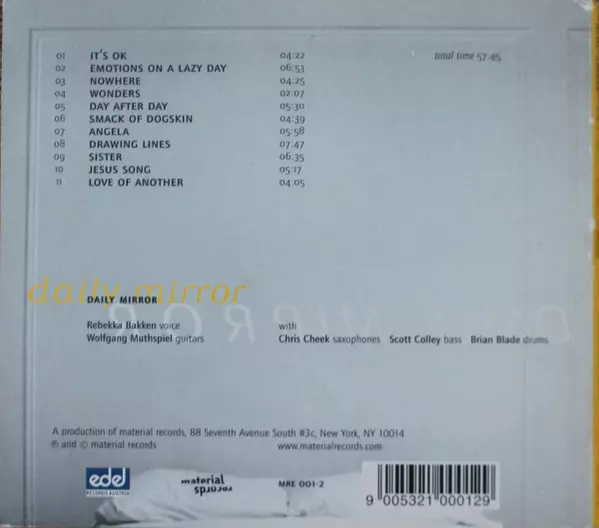 01 IT'S OK 04:22 total time 57:45
02 EMOTIONS ON A LAZY DAY 06:53
03 NOWHERE 04:25
04 WONDERS 02:07
05 DAY AFTER DAY 05:30
06 SMACK OF DOGSKIN 04:39
07 ANGELA 05:58
08 DRAWING LINES 07:47
09 SISTER 06:35
10 JESUS SONG 05:17
11 LOVE OF ANOTHER 04:05
daily mirror
DAILY MIRROR
DAILY MIRROR
Rebekka Bakken voice with
Wolfgang Muthspiel guitars Chris Cheek saxophones Scott Colley bass Brian Blade drums
A production of material records, 88 Seventh Avenue South #3c, New York, NY 10014
℗ and © material records www.materialrecords.com
edel
RECORDS AUSTRIA
material
records
MRE 001-2
9 005321 000129